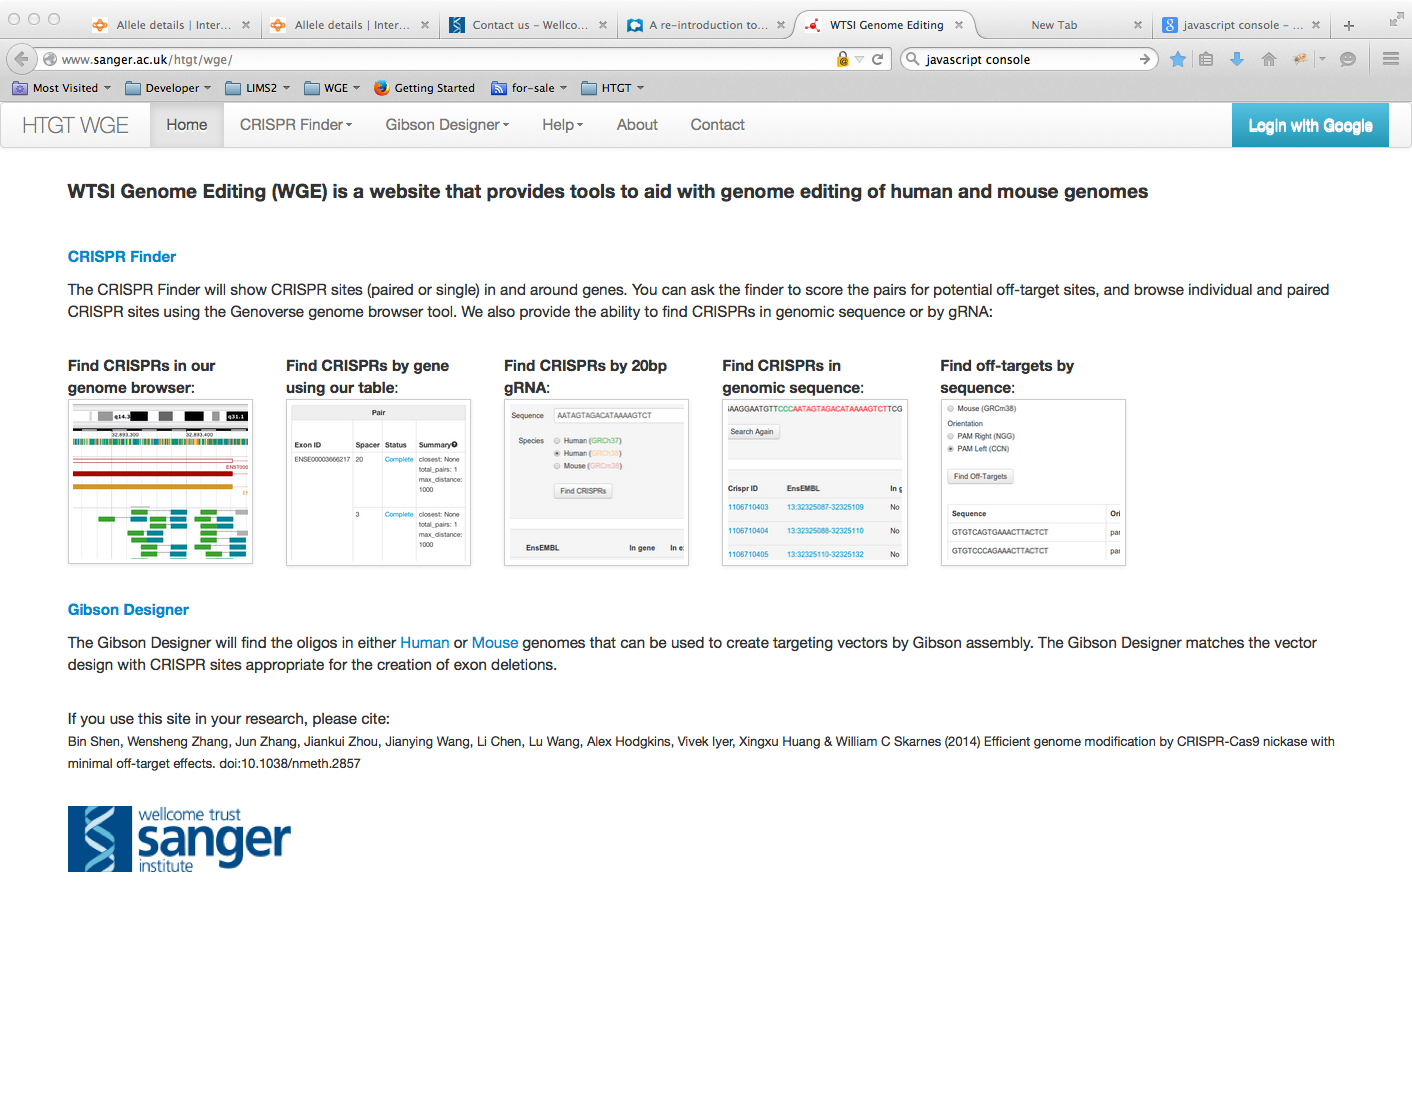 Allele details | Inter...
Allele details | Inter...
Contact us – Wellco...
A re-introduction to...
WTSI Genome Editing
New Tab
javascript console – ...
www.sanger.ac.uk/htgt/wge/
javascript console
Most Visited
Developer
LIMS2
WGE
Getting Started
for-sale
HTGT
HTGT WGE
Home
CRISPR Finder
Gibson Designer
Help
About
Contact
Login with Google
WTSI Genome Editing (WGE) is a website that provides tools to aid with genome editing of human and mouse genomes
CRISPR Finder
The CRISPR Finder will show CRISPR sites (paired or single) in and around genes. You can ask the finder to score the pairs for potential off-target sites, and browse individual and paired
CRISPR sites using the Genoverse genome browser tool. We also provide the ability to find CRISPRs in genomic sequence or by gRNA:
Find CRISPRs in our
genome browser:
q14.3
q31.1
32,893,300
32,893,400
ENST000
Find CRISPRs by gene
using our table:
Pair
Exon ID Spacer Status Summary
ENSE00003666217 20 Complete closest: None
total_pairs: 1
max_distance:
1000
3 Complete closest: None
total_pairs: 1
max_distance:
1000
Find CRISPRs by 20bp
gRNA:
Sequence AATAGTAGACATAAAAGTCT
Species Human (GRCh37)
Human (GRCh38)
Mouse (GRCm38)
Find CRISPRs
EnsEMBL In gene In e
Find CRISPRs in
genomic sequence:
AAGGAATGTTCCCAATAGTAGACATAAAAGTCTTCG
Search Again
Crispr ID EnsEMBL In g
1106710403 13:32325087-32325109 No
1106710404 13:32325088-32325110 No
1106710405 13:32325110-32325132 No
Find off-targets by
sequence:
Mouse (GRCm38)
Orientation
PAM Right (NGG)
PAM Left (CCN)
Find Off-Targets
Sequence Ori
GTGTCAGTGAAACTTACTCT pai
GTGTCCCAGAAACTTACTCT pai
Gibson Designer
The Gibson Designer will find the oligos in either Human or Mouse genomes that can be used to create targeting vectors by Gibson assembly. The Gibson Designer matches the vector
design with CRISPR sites appropriate for the creation of exon deletions.
If you use this site in your research, please cite:
Bin Shen, Wensheng Zhang, Jun Zhang, Jiankui Zhou, Jianying Wang, Li Chen, Lu Wang, Alex Hodgkins, Vivek Iyer, Xingxu Huang & William C Skarnes (2014) Efficient genome modification by CRISPR-Cas9 nickase with
minimal off-target effects. doi:10.1038/nmeth.2857
wellcome trust
sanger
institute